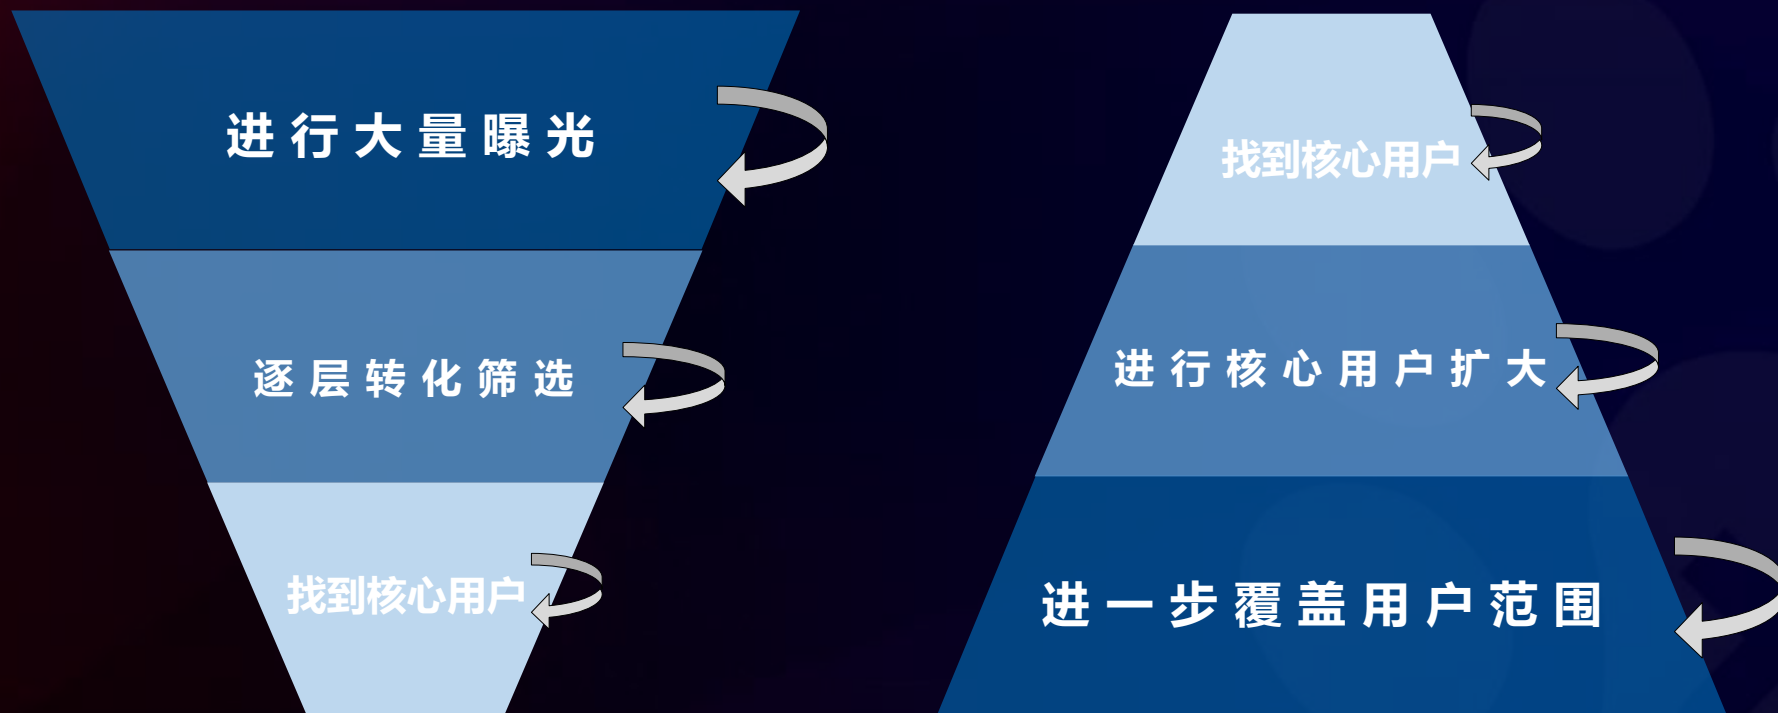 进行大量曝光
逐层转化筛选
找到核心用户
找到核心用户
进行核心用户扩大
进一步覆盖用户范围